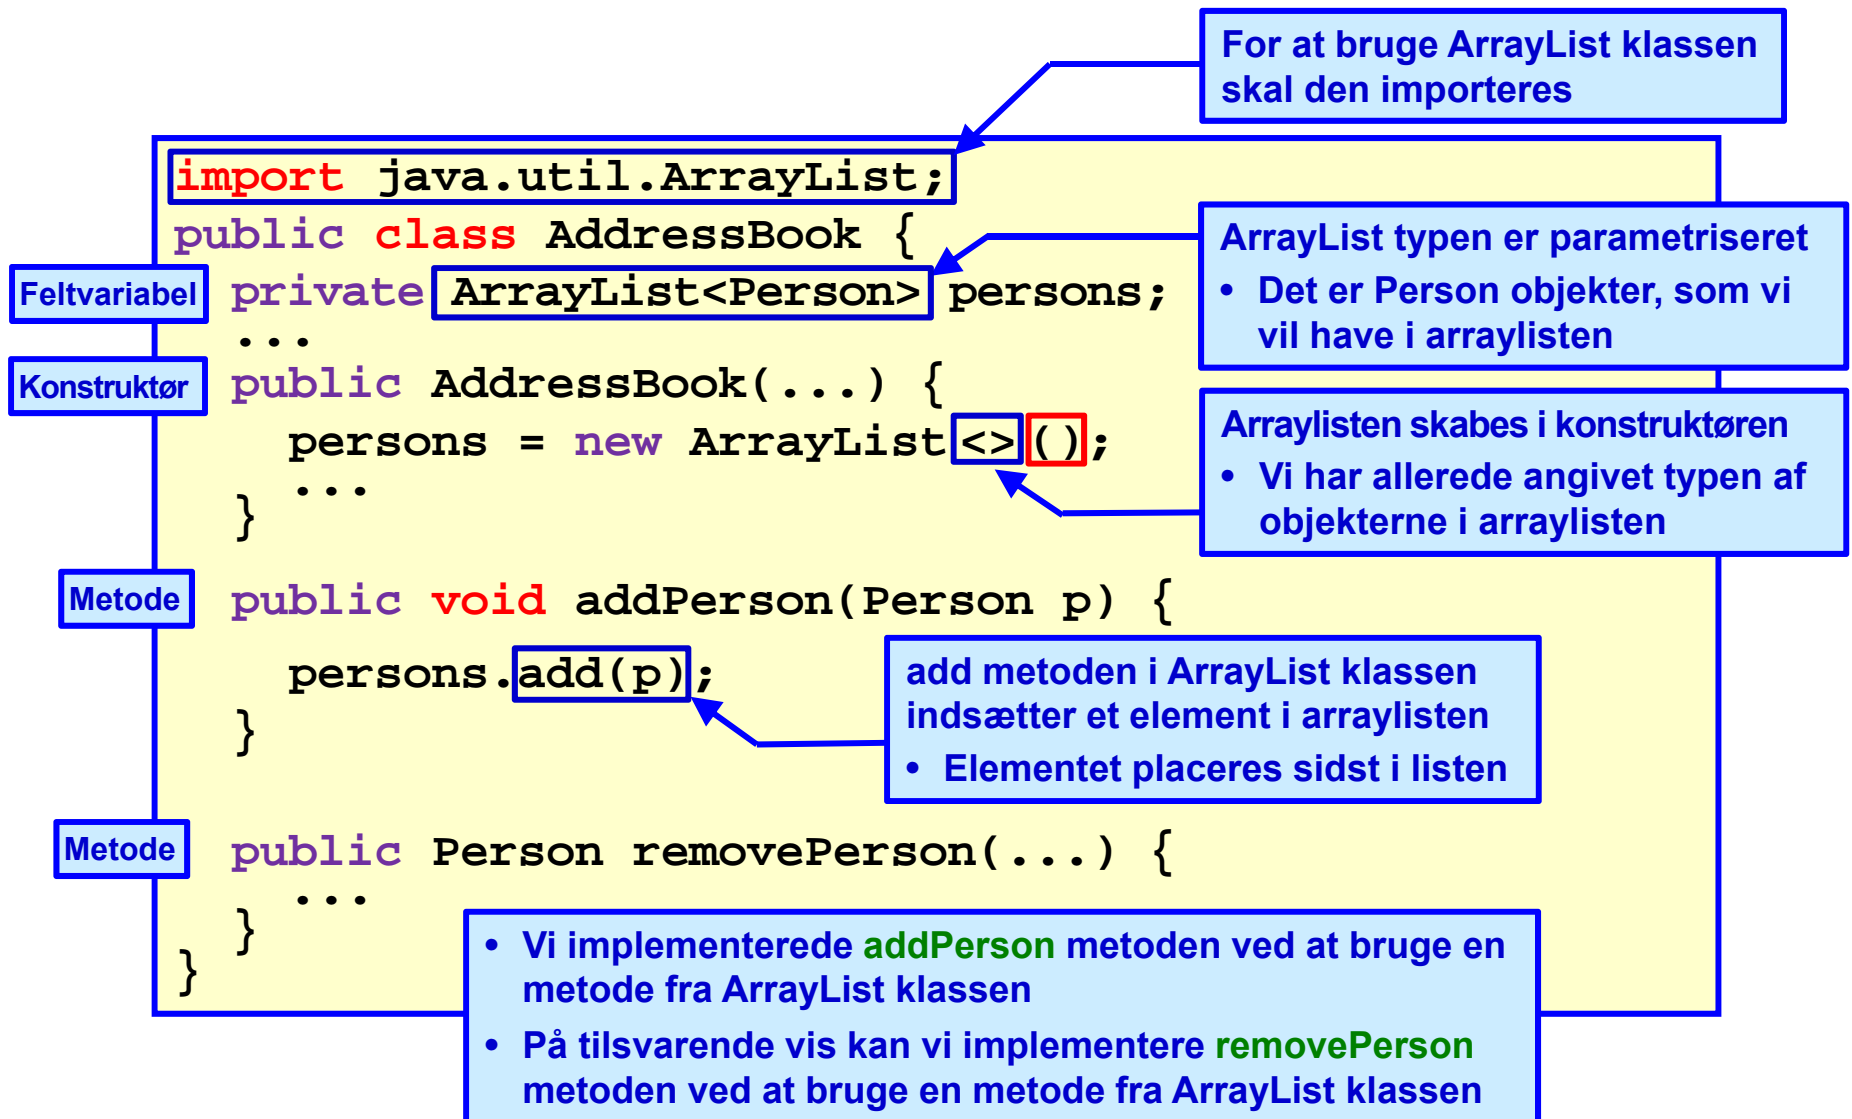 For at bruge ArrayList klassen
skal den importeres
import java.util.ArrayList;
public class AddressBook {
ArrayList typen er parametriseret
• Det er Person objekter, som vi
vil have i arraylisten
Feltvariabel
private ArrayList<Person> persons;
...
Konstruktør
public AddressBook(...) {
persons = new ArrayList<>();
...
}
Arraylisten skabes i konstruktøren
• Vi har allerede angivet typen af
objekterne i arraylisten
Metode
public void addPerson(Person p) {
persons.add(p);
}
add metoden i ArrayList klassen
indsætter et element i arraylisten
• Elementet placeres sidst i listen
Metode
public Person removePerson(...) {
...
}
}
• Vi implementerede addPerson metoden ved at bruge en
metode fra ArrayList klassen
• På tilsvarende vis kan vi implementere removePerson
metoden ved at bruge en metode fra ArrayList klassen